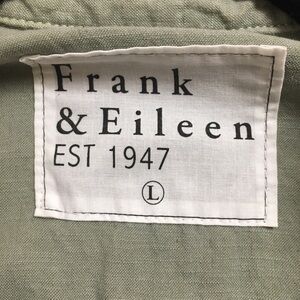 Frank
& Eileen
EST 1947
L